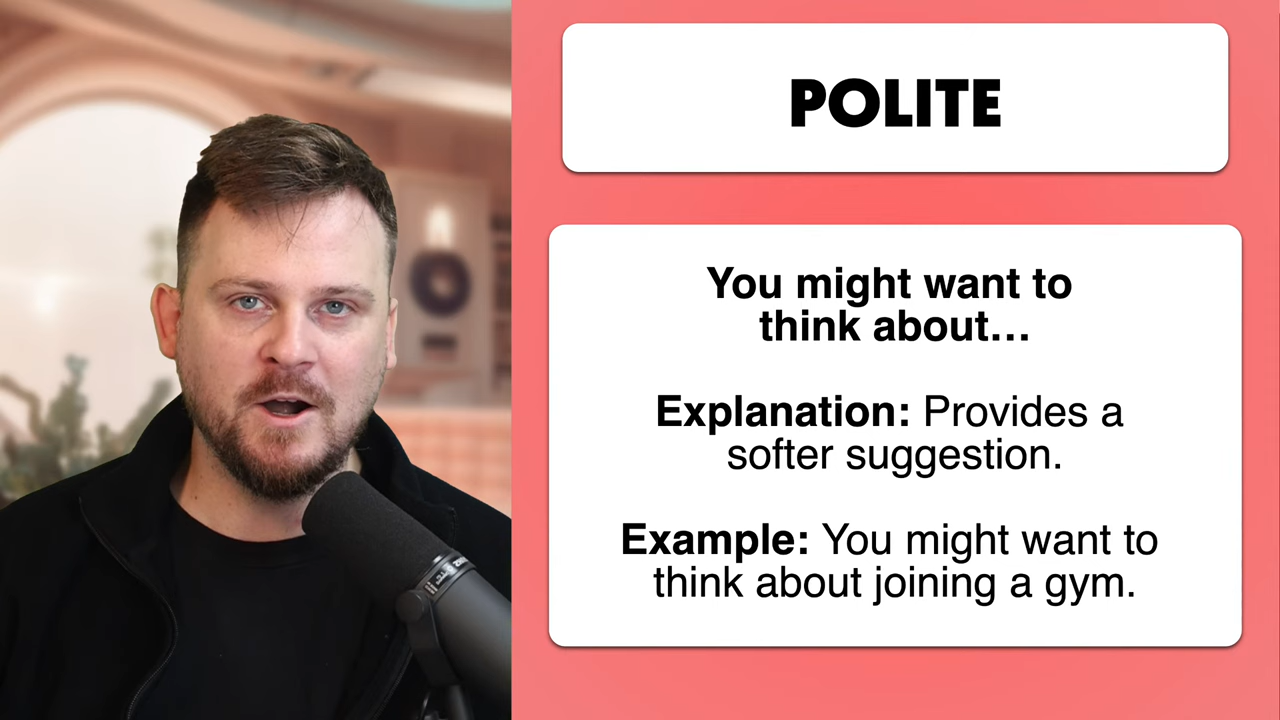 POLITE
You might want to
think about…
Explanation: Provides a
softer suggestion.
Example: You might want to
think about joining a gym.